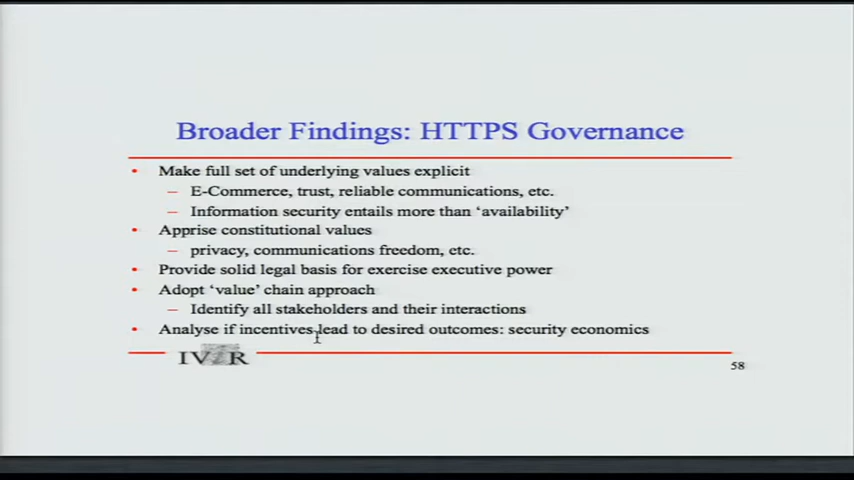 Broader Findings: HTTPS Governance
• Make full set of underlying values explicit
– E-Commerce, trust, reliable communications, etc.
– Information security entails more than ‘availability’
• Apprise constitutional values
– privacy, communications freedom, etc.
• Provide solid legal basis for exercise executive power
• Adopt ‘value’ chain approach
– Identify all stakeholders and their interactions
• Analyse if incentives lead to desired outcomes: security economics
IViR
58